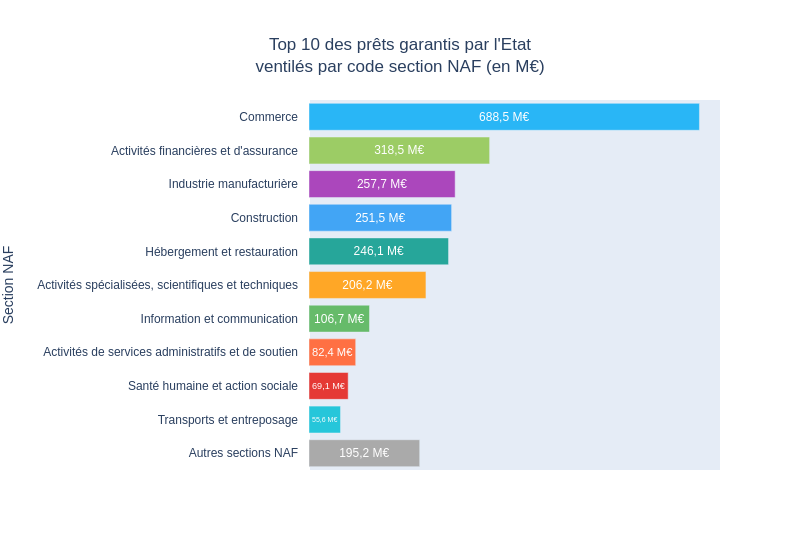 Top 10 des prêts garantis par l'Etat
ventilés par code section NAF (en M€)
Section NAF
Commerce 688,5 M€
Activités financières et d'assurance 318,5 M€
Industrie manufacturière 257,7 M€
Construction 251,5 M€
Hébergement et restauration 246,1 M€
Activités spécialisées, scientifiques et techniques 206,2 M€
Information et communication 106,7 M€
Activités de services administratifs et de soutien 82,4 M€
Santé humaine et action sociale 69,1 M€
Transports et entreposage 55,6 M€
Autres sections NAF 195,2 M€